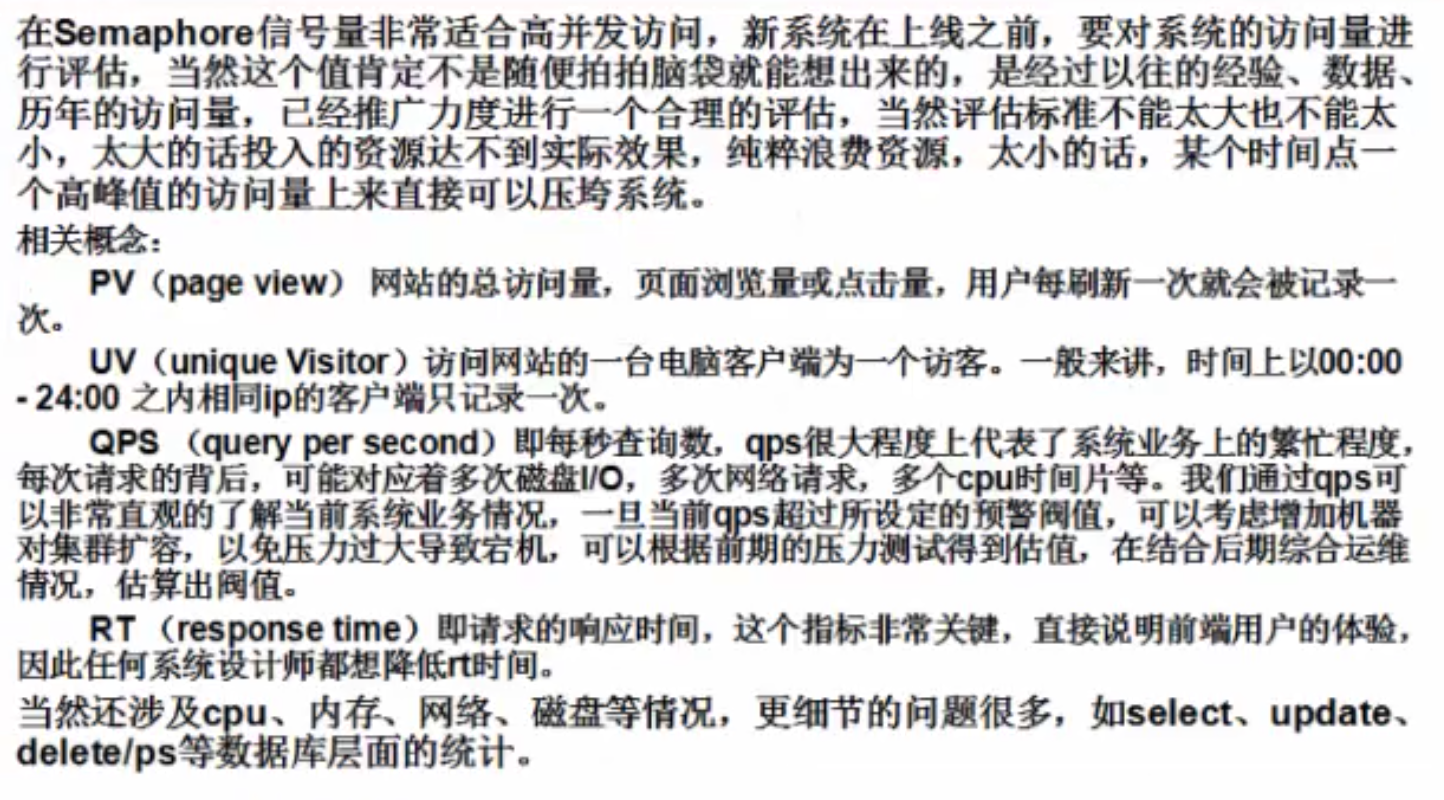 在Semaphore信号量非常适合高并发访问，新系统在上线之前，要对系统的访问量进
行评估，当然这个值肯定不是随便拍拍脑袋就能想出来的，是经过以往的经验、数据、
历年的访问量，已经推广力度进行一个合理的评估，当然评估标准不能太大也不能太
小，太大的话投入的资源达不到实际效果，纯粹浪费资源，太小的话，某个时间点一
个高峰值的访问量上来直接可以压垮系统。
相关概念：
PV（page view） 网站的总访问量，页面浏览量或点击量，用户每刷新一次就会被记录一
次。
UV（unique Visitor）访问网站的一台电脑客户端为一个访客。一般来讲，时间上以00:00
- 24:00 之内相同ip的客户端只记录一次。
QPS （query per second）即每秒查询数，qps很大程度上代表了系统业务上的繁忙程度，
每次请求的背后，可能对应着多次磁盘I/O，多次网络请求，多个cpu时间片等。我们通过qps可
以非常直观的了解当前系统业务情况，一旦当前qps超过所设定的预警阀值，可以考虑增加机器
对集群扩容，以免压力过大导致宕机，可以根据前期的压力测试得到估值，在结合后期综合运维
情况，估算出阀值。
RT （response time）即请求的响应时间，这个指标非常关键，直接说明前端用户的体验，
因此任何系统设计师都想降低rt时间。
当然还涉及cpu、内存、网络、磁盘等情况，更细节的问题很多，如select、update、
delete/ps等数据库层面的统计。